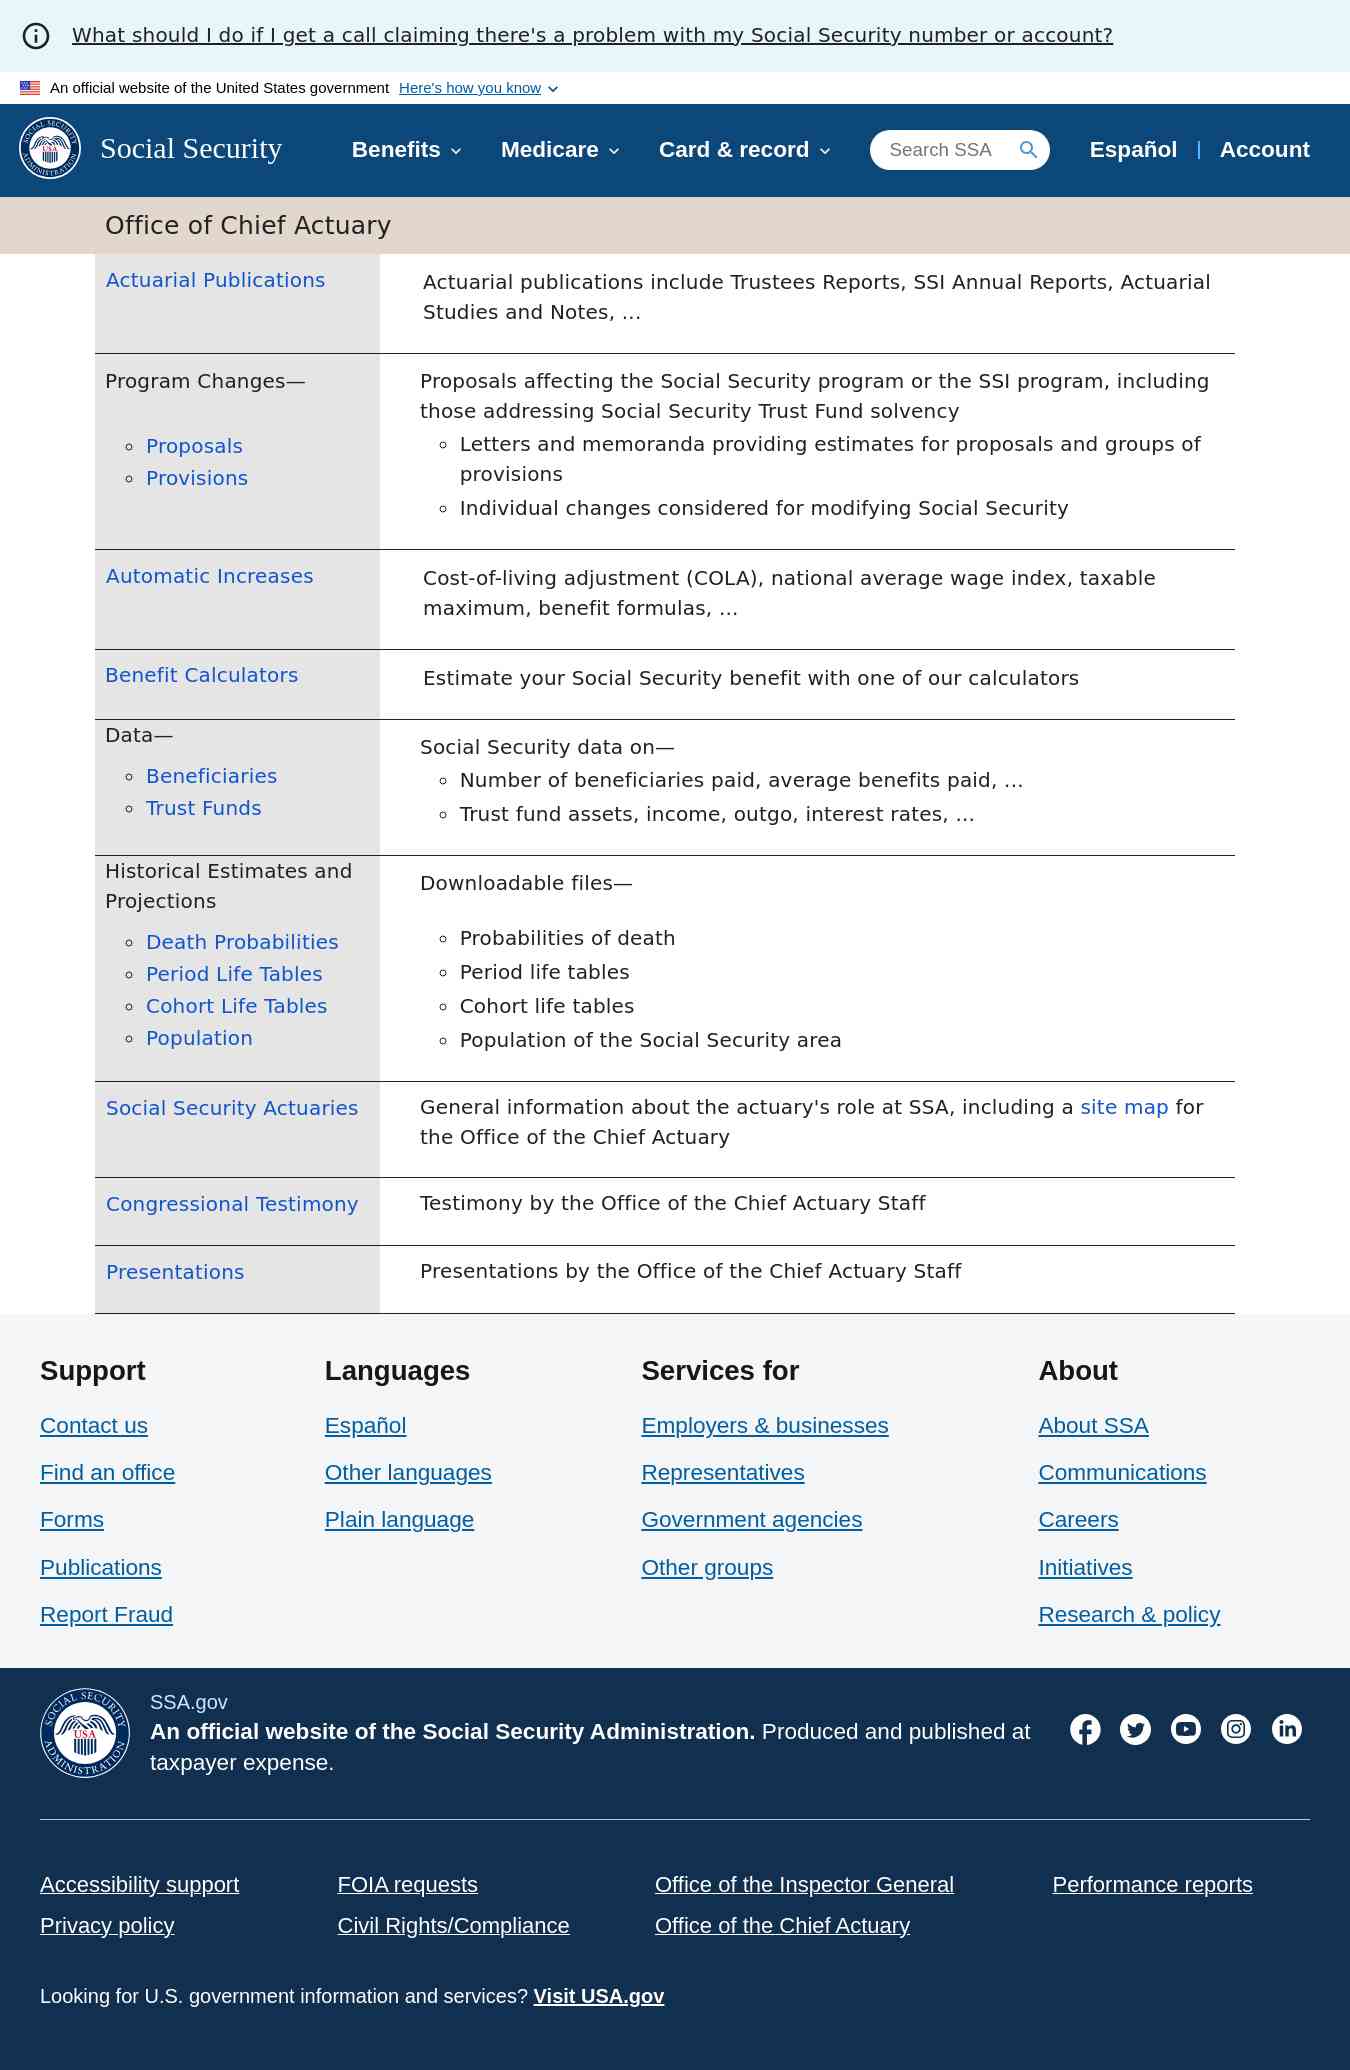 What should I do if I get a call claiming there's a problem with my Social Security number or account?
An official website of the United States government Here's how you know
SOCIAL SECURITY ADMINISTRATION USA
Social Security
Benefits
Medicare
Card & record
Search SSA
Español
Account
Office of Chief Actuary
Actuarial Publications
Actuarial publications include Trustees Reports, SSI Annual Reports, Actuarial
Studies and Notes, ...
Program Changes—
Proposals
Provisions
Proposals affecting the Social Security program or the SSI program, including
those addressing Social Security Trust Fund solvency
Letters and memoranda providing estimates for proposals and groups of
provisions
Individual changes considered for modifying Social Security
Automatic Increases
Cost-of-living adjustment (COLA), national average wage index, taxable
maximum, benefit formulas, ...
Benefit Calculators
Estimate your Social Security benefit with one of our calculators
Data—
Beneficiaries
Trust Funds
Social Security data on—
Number of beneficiaries paid, average benefits paid, ...
Trust fund assets, income, outgo, interest rates, ...
Historical Estimates and
Projections
Death Probabilities
Period Life Tables
Cohort Life Tables
Population
Downloadable files—
Probabilities of death
Period life tables
Cohort life tables
Population of the Social Security area
Social Security Actuaries
General information about the actuary's role at SSA, including a site map for
the Office of the Chief Actuary
Congressional Testimony
Testimony by the Office of the Chief Actuary Staff
Presentations
Presentations by the Office of the Chief Actuary Staff
Support
Contact us
Find an office
Forms
Publications
Report Fraud
Languages
Español
Other languages
Plain language
Services for
Employers & businesses
Representatives
Government agencies
Other groups
About
About SSA
Communications
Careers
Initiatives
Research & policy
SOCIAL SECURITY ADMINISTRATION USA
SSA.gov
An official website of the Social Security Administration. Produced and published at
taxpayer expense.
Accessibility support
FOIA requests
Office of the Inspector General
Performance reports
Privacy policy
Civil Rights/Compliance
Office of the Chief Actuary
Looking for U.S. government information and services? Visit USA.gov